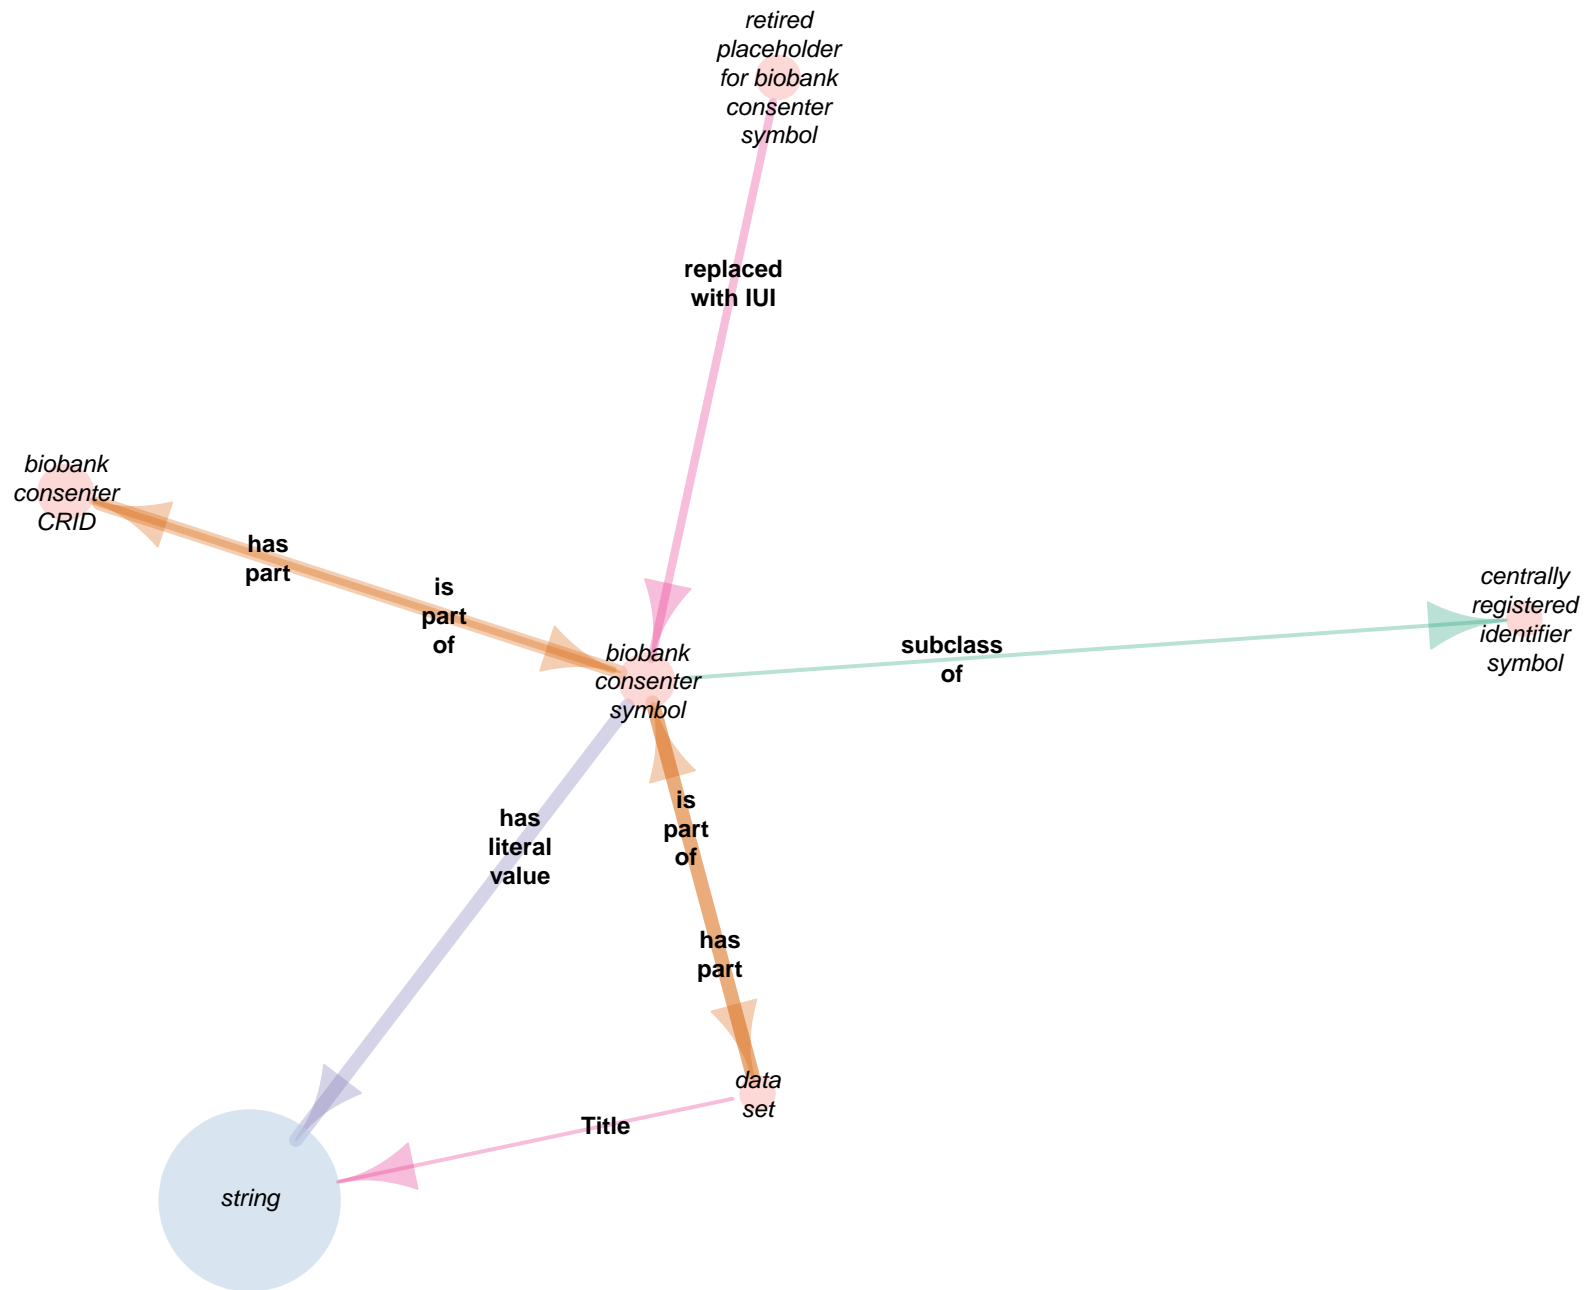 retired
placeholder
for biobank
consenter
symbol
replaced
with IUI
biobank
consenter
CRID
has
part
is
part
of
centrally
registered
identifier
symbol
subclass
of
biobank
consenter
symbol
has
literal
value
is
part
of
has
part
data
set
Title
string